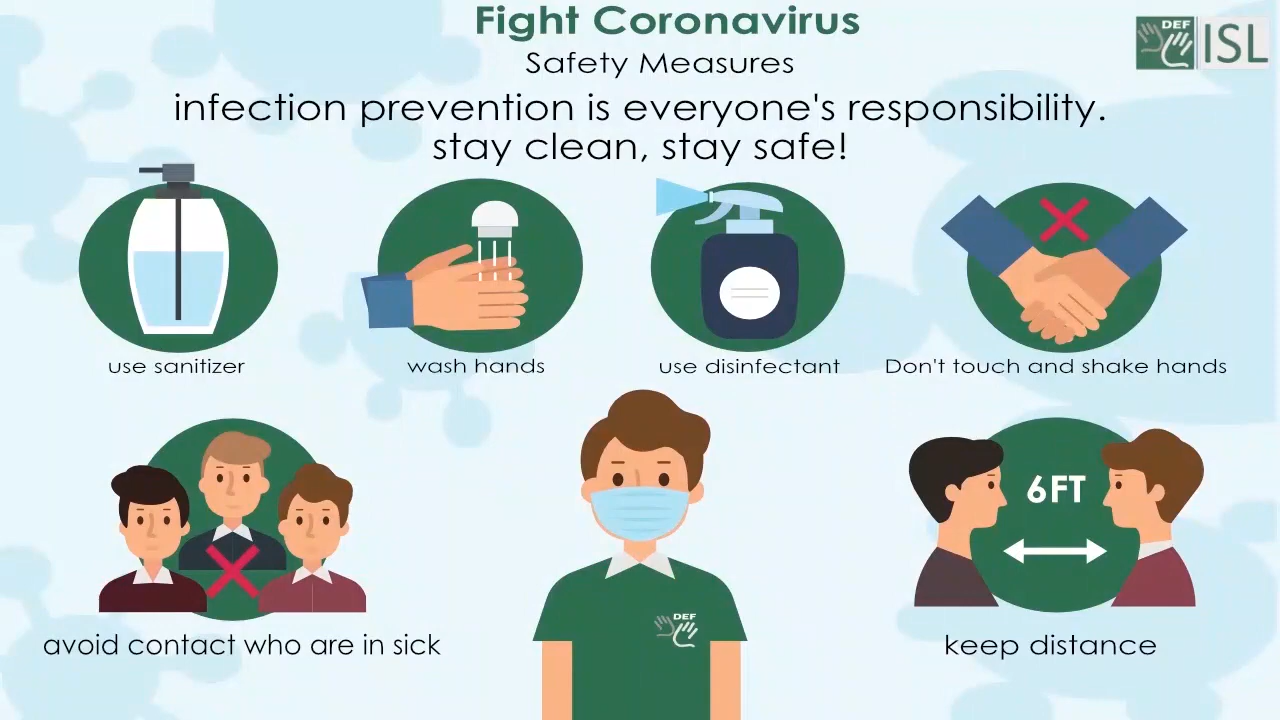 Fight Coronavirus
DEF
ISL
Safety Measures
infection prevention is everyone's responsibility.
stay clean, stay safe!
use sanitizer
wash hands
use disinfectant
Don't touch and shake hands
6FT
DEF
avoid contact who are in sick
keep distance